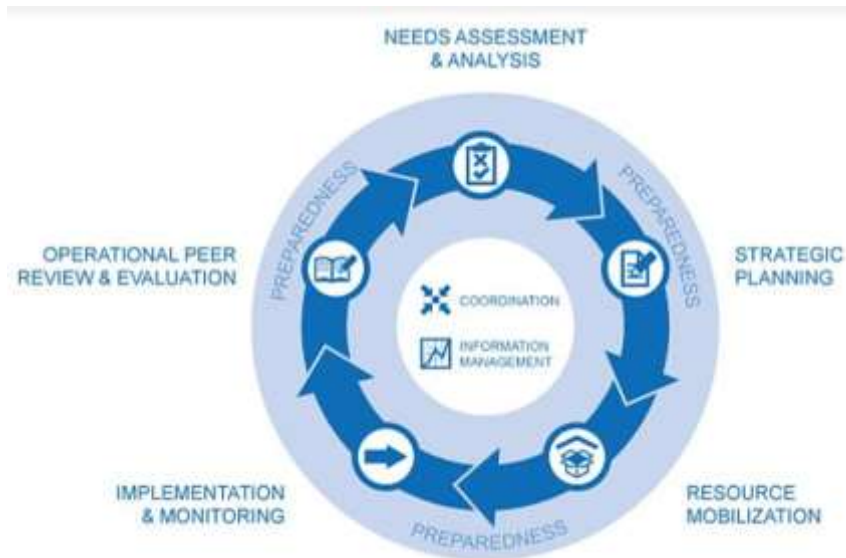 NEEDS ASSESSMENT
& ANALYSIS
PREPAREDNESS
PREPAREDNESS
OPERATIONAL PEER
REVIEW & EVALUATION
STRATEGIC
PLANNING
COORDINATION
INFORMATION
MANAGEMENT
IMPLEMENTATION
& MONITORING
RESOURCE
MOBILIZATION
PREPAREDNESS